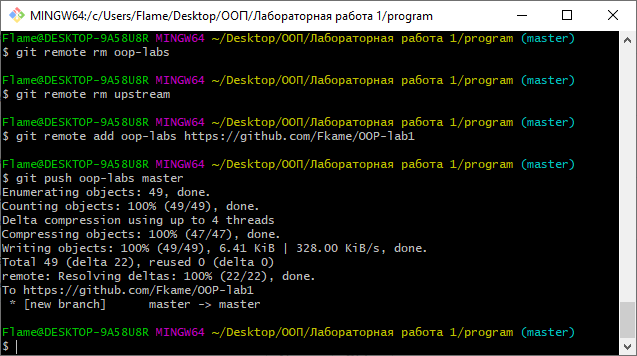 MINGW64:/c/Users/Flame/Desktop/ООП/Лабораторная работа 1/program
Flame@DESKTOP-9A58U8R MINGW64 ~/Desktop/ООП/Лабораторная работа 1/program (master)
$ git remote rm oop-labs
Flame@DESKTOP-9A58U8R MINGW64 ~/Desktop/ООП/Лабораторная работа 1/program (master)
$ git remote rm upstream
Flame@DESKTOP-9A58U8R MINGW64 ~/Desktop/ООП/Лабораторная работа 1/program (master)
$ git remote add oop-labs https://github.com/Fkame/OOP-lab1
Flame@DESKTOP-9A58U8R MINGW64 ~/Desktop/ООП/Лабораторная работа 1/program (master)
$ git push oop-labs master
Enumerating objects: 49, done.
Counting objects: 100% (49/49), done.
Delta compression using up to 4 threads
Compressing objects: 100% (47/47), done.
Writing objects: 100% (49/49), 6.41 KiB | 328.00 KiB/s, done.
Total 49 (delta 22), reused 0 (delta 0)
remote: Resolving deltas: 100% (22/22), done.
To https://github.com/Fkame/OOP-lab1
 * [new branch]      master -> master
Flame@DESKTOP-9A58U8R MINGW64 ~/Desktop/ООП/Лабораторная работа 1/program (master)
$